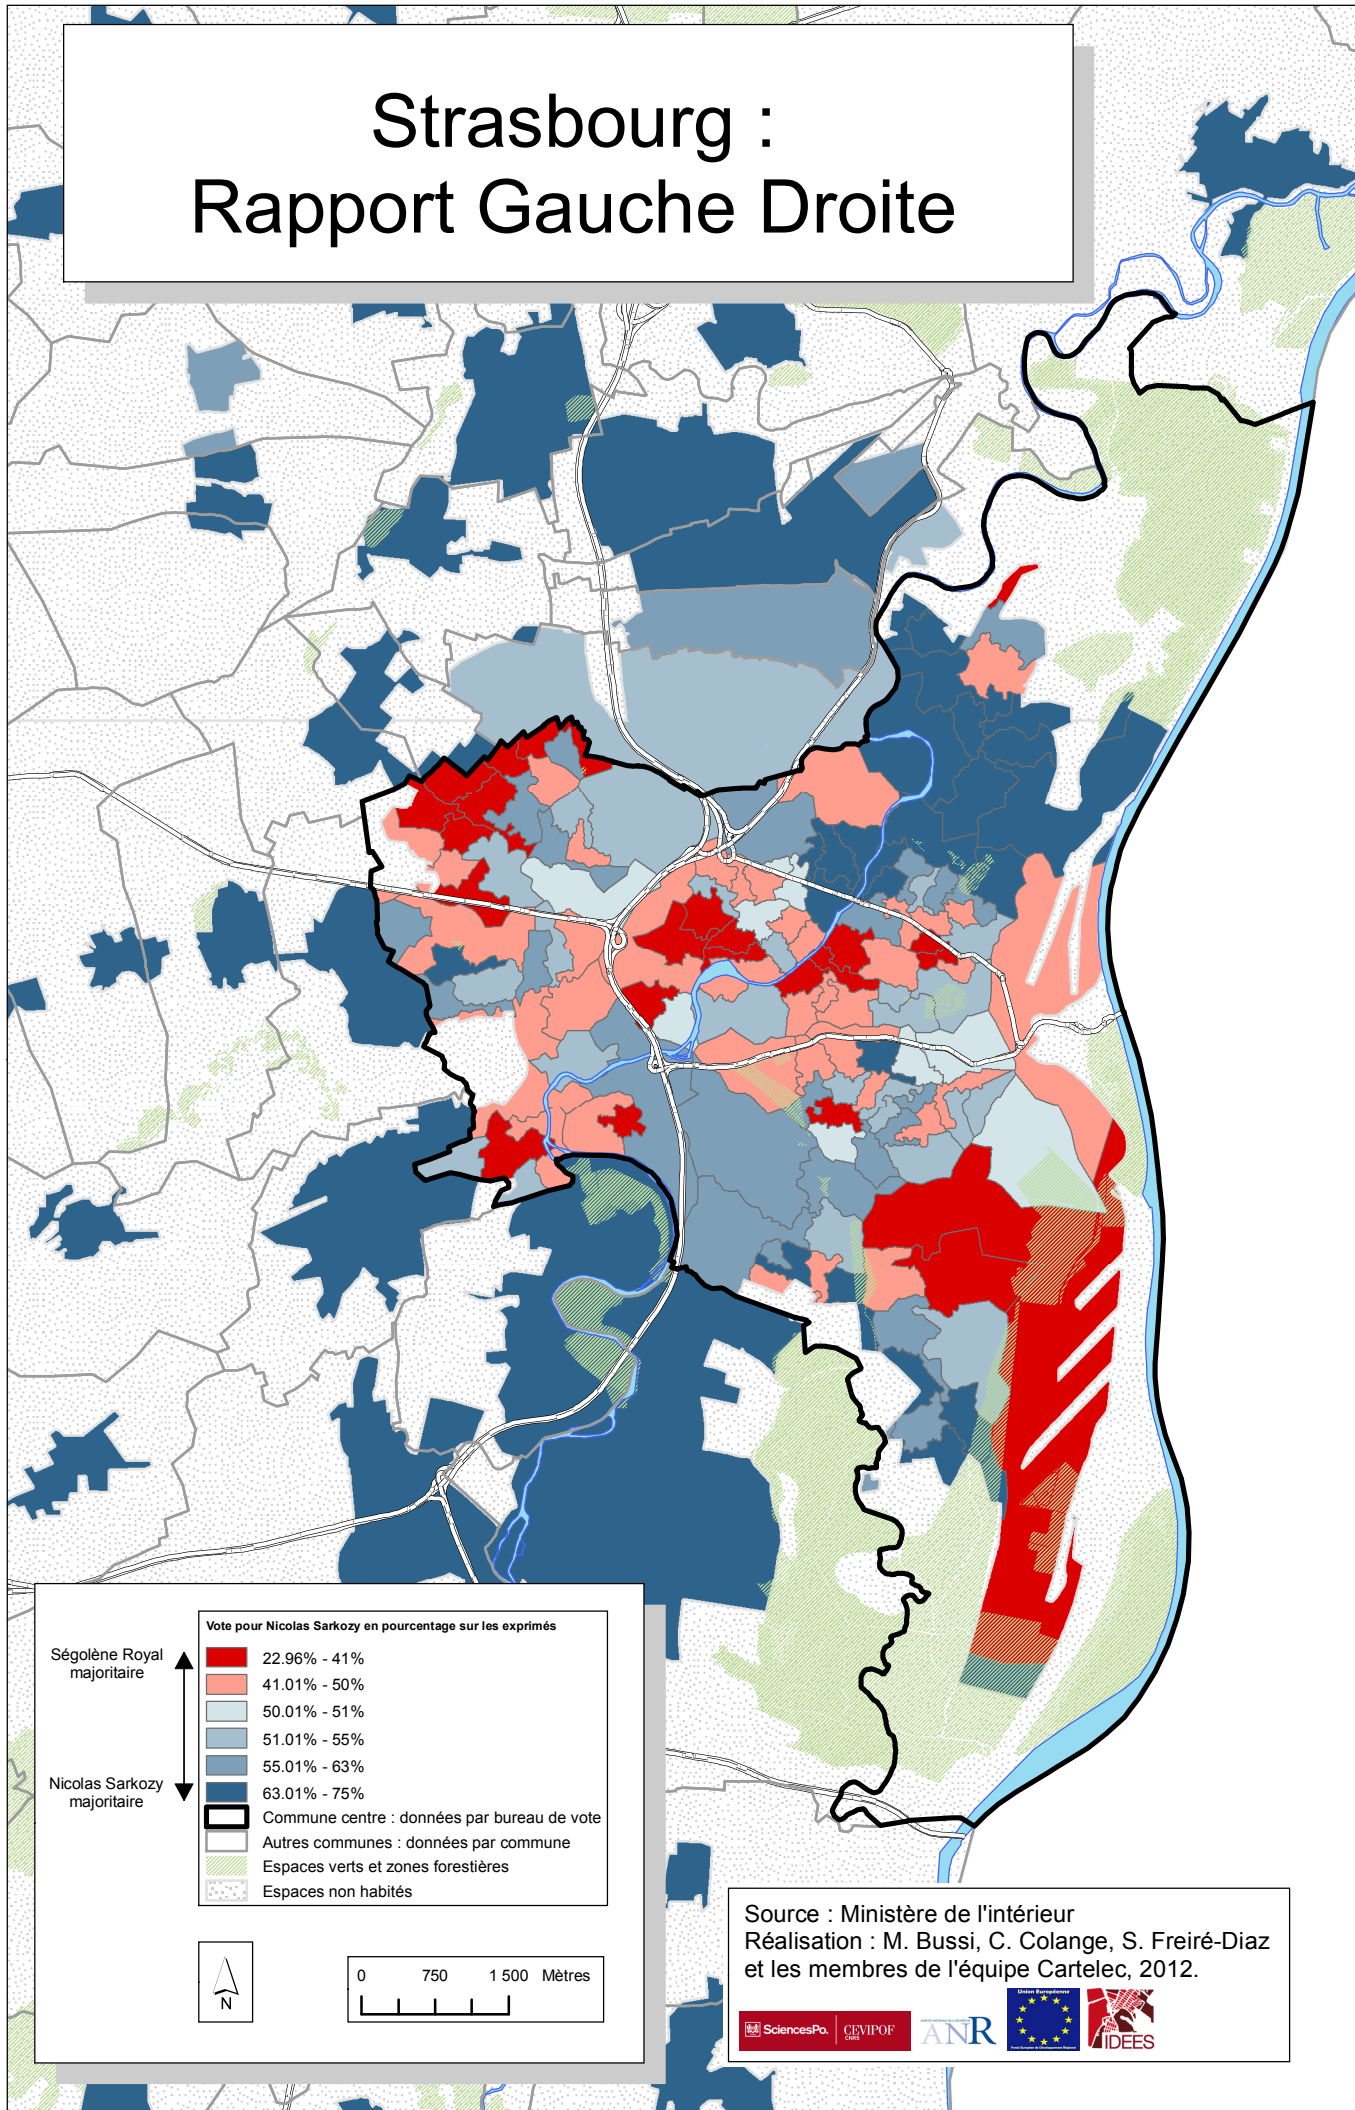 Strasbourg :
Rapport Gauche Droite
Vote pour Nicolas Sarkozy en pourcentage sur les exprimés
Ségolène Royal
majoritaire
Nicolas Sarkozy
majoritaire
22.96% - 41%
41.01% - 50%
50.01% - 51%
51.01% - 55%
55.01% - 63%
63.01% - 75%
Commune centre : données par bureau de vote
Autres communes : données par commune
Espaces verts et zones forestières
Espaces non habités
N
0 750 1 500 Mètres
Source : Ministère de l'intérieur
Réalisation : M. Bussi, C. Colange, S. Freiré-Diaz
et les membres de l'équipe Cartelec, 2012.
SciencesPo.
CEVIPOF
CNRS
ANR
Union Européenne
IDEES